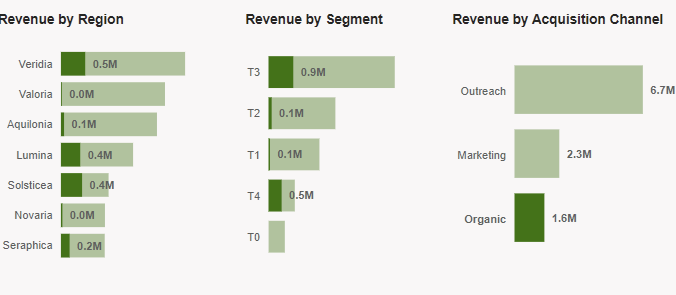 Revenue by Region
Veridia 0.5M
Valoria 0.0M
Aquilonia 0.1M
Lumina 0.4M
Solsticea 0.4M
Novaria 0.0M
Seraphica 0.2M
Revenue by Segment
T3 0.9M
T2 0.1M
T1 0.1M
T4 0.5M
T0
Revenue by Acquisition Channel
Outreach 6.7M
Marketing 2.3M
Organic 1.6M